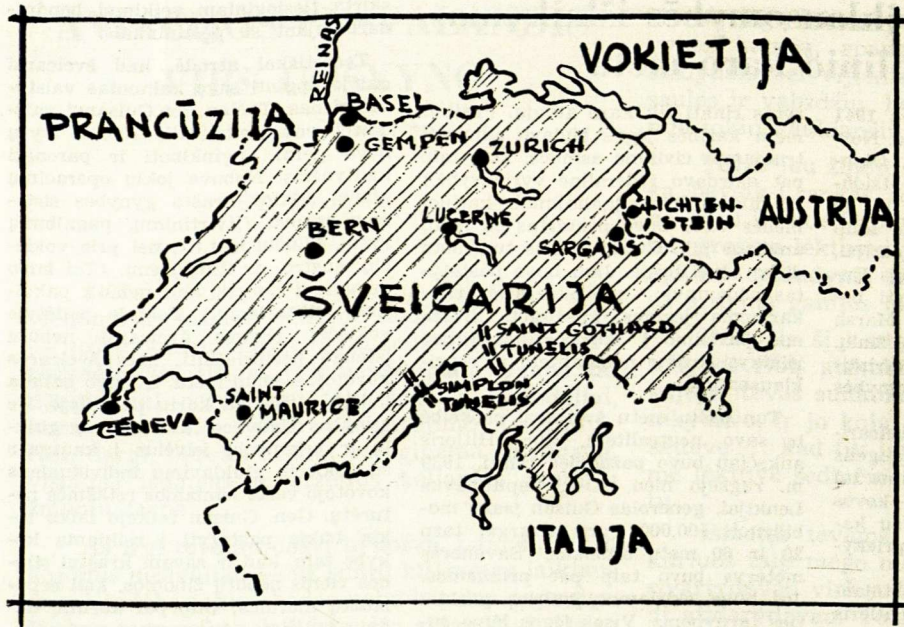 REINAS
VOKIETIJA
PRANCŪZIJA
BASEL
GEMPEN
ZURICH
LICHTEN-
STEIN
AUSTRIJA
LUCERNE
BERN
SARGANS
SVEICARIJA
SAINT GOTHARD
TUNELIS
SIMPLON
TUNELIS
SAINT
MAURICE
GENEVA
ITALIJA